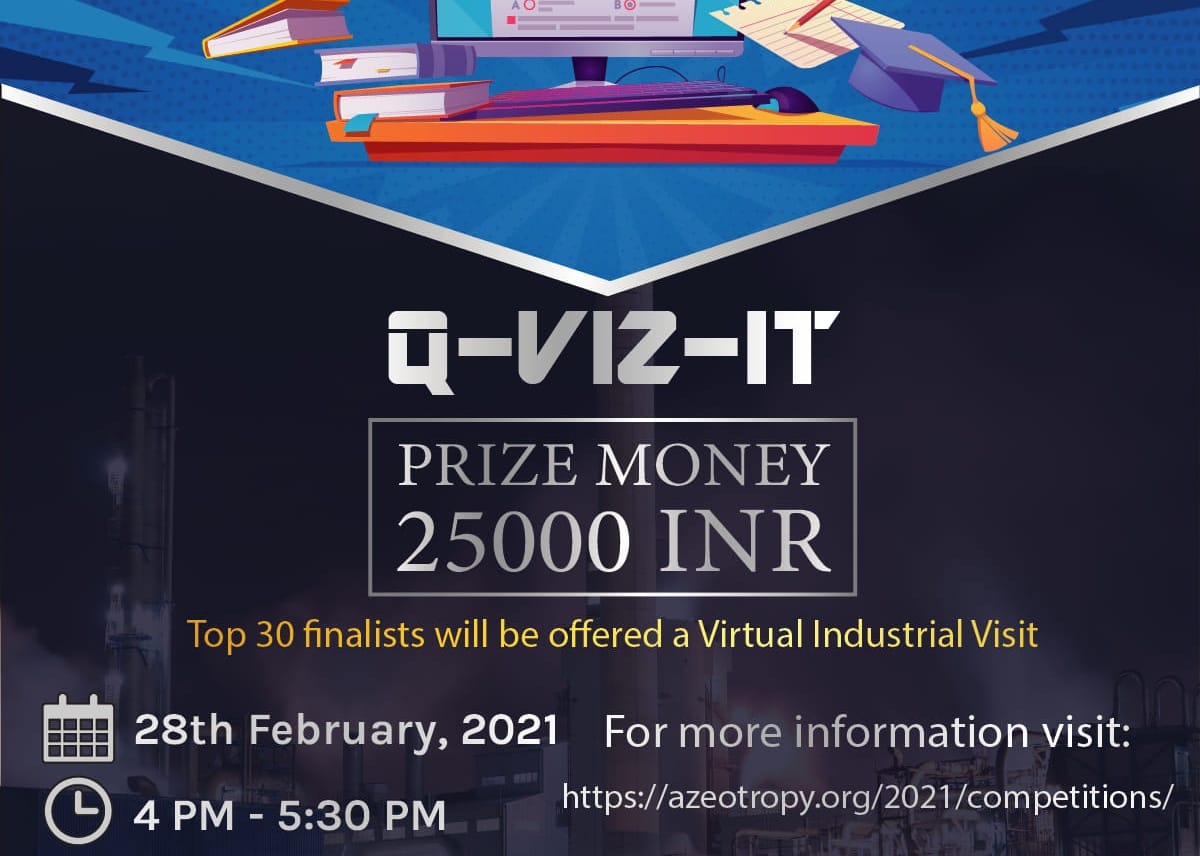 A B
Q-VIZ-IT
PRIZE MONEY
25000 INR
Top 30 finalists will be offered a Virtual Industrial Visit
28th February, 2021
4 PM - 5:30 PM
For more information visit:
https://azeotropy.org/2021/competitions/